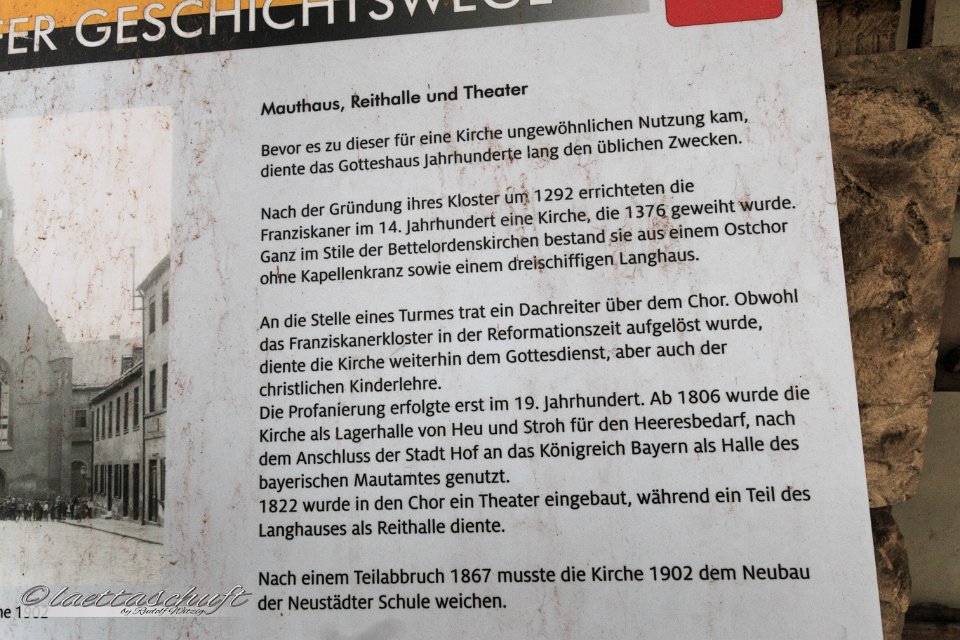 ER GESCHICHTSWEGE
Mauthaus, Reithalle und Theater
Bevor es zu dieser für eine Kirche ungewöhnlichen Nutzung kam,
diente das Gotteshaus Jahrhunderte lang den üblichen Zwecken.
Nach der Gründung ihres Kloster um 1292 errichteten die
Franziskaner im 14. Jahrhundert eine Kirche, die 1376 geweiht wurde.
Ganz im Stile der Bettelordenskirchen bestand sie aus einem Ostchor
ohne Kapellenkranz sowie einem dreischiffigen Langhaus.
An die Stelle eines Turmes trat ein Dachreiter über dem Chor. Obwohl
das Franziskanerkloster in der Reformationszeit aufgelöst wurde,
diente die Kirche weiterhin dem Gottesdienst, aber auch der
christlichen Kinderlehre.
Die Profanierung erfolgte erst im 19. Jahrhundert. Ab 1806 wurde die
Kirche als Lagerhalle von Heu und Stroh für den Heeresbedarf, nach
dem Anschluss der Stadt Hof an das Königreich Bayern als Halle des
bayerischen Mautamtes genutzt.
1822 wurde in den Chor ein Theater eingebaut, während ein Teil des
Langhauses als Reithalle diente.
Nach einem Teilabbruch 1867 musste die Kirche 1902 dem Neubau
der Neustädter Schule weichen.
he 1902
©laettaschuift
by Rudolf Witzig